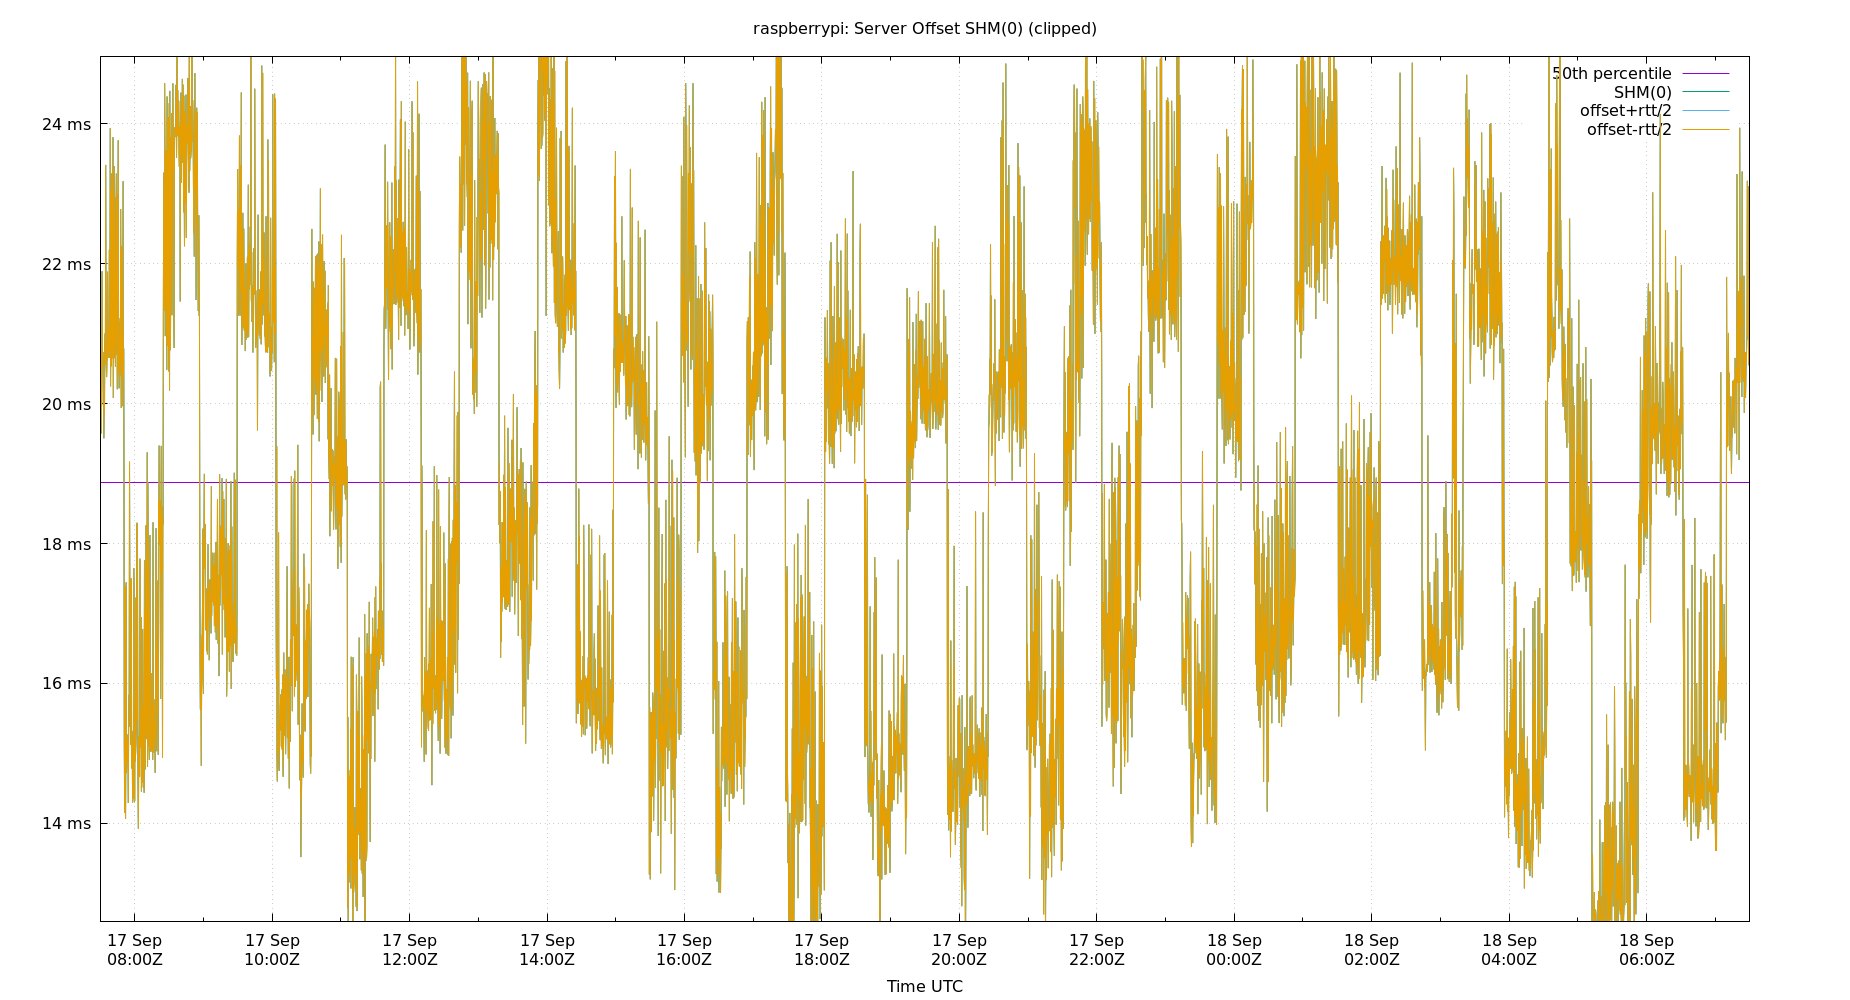 raspberrypi: Server Offset SHM(0) (clipped)
50th percentile
SHM(0)
offset+rtt/2
offset-rtt/2
24 ms
22 ms
20 ms
18 ms
16 ms
14 ms
17 Sep 17 Sep 17 Sep 17 Sep 17 Sep 17 Sep 17 Sep 17 Sep 18 Sep 18 Sep 18 Sep 18 Sep
08:00Z 10:00Z 12:00Z 14:00Z 16:00Z 18:00Z 20:00Z 22:00Z 00:00Z 02:00Z 04:00Z 06:00Z
Time UTC